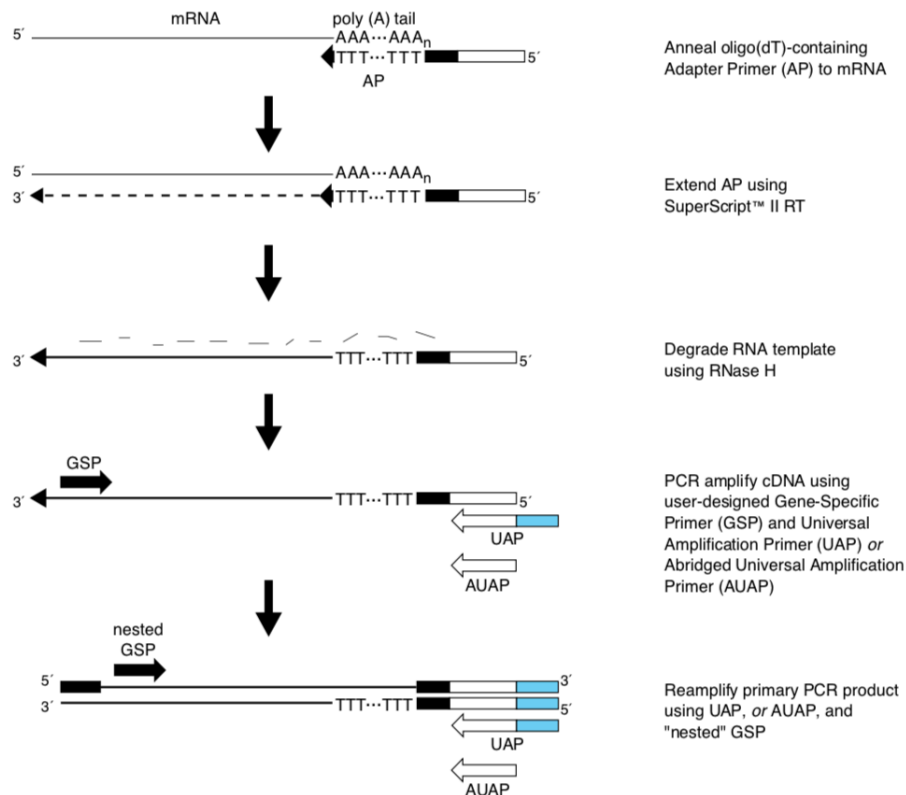 mRNA
poly (A) tail
5´
AAA···AAAn
TTT···TTT
5´
AP
Anneal oligo(dT)-containing
Adapter Primer (AP) to mRNA
5´
AAA···AAAn
3´
TTT···TTT
5´
Extend AP using
SuperScript™ II RT
3´
TTT···TTT
5´
Degrade RNA template
using RNase H
GSP
3´
TTT···TTT
5´
UAP
AUAP
PCR amplify cDNA using
user-designed Gene-Specific
Primer (GSP) and Universal
Amplification Primer (UAP) or
Abridged Universal Amplification
Primer (AUAP)
nested
GSP
5´
3´
3´
TTT···TTT
5´
UAP
AUAP
Reamplify primary PCR product
using UAP, or AUAP, and
"nested" GSP